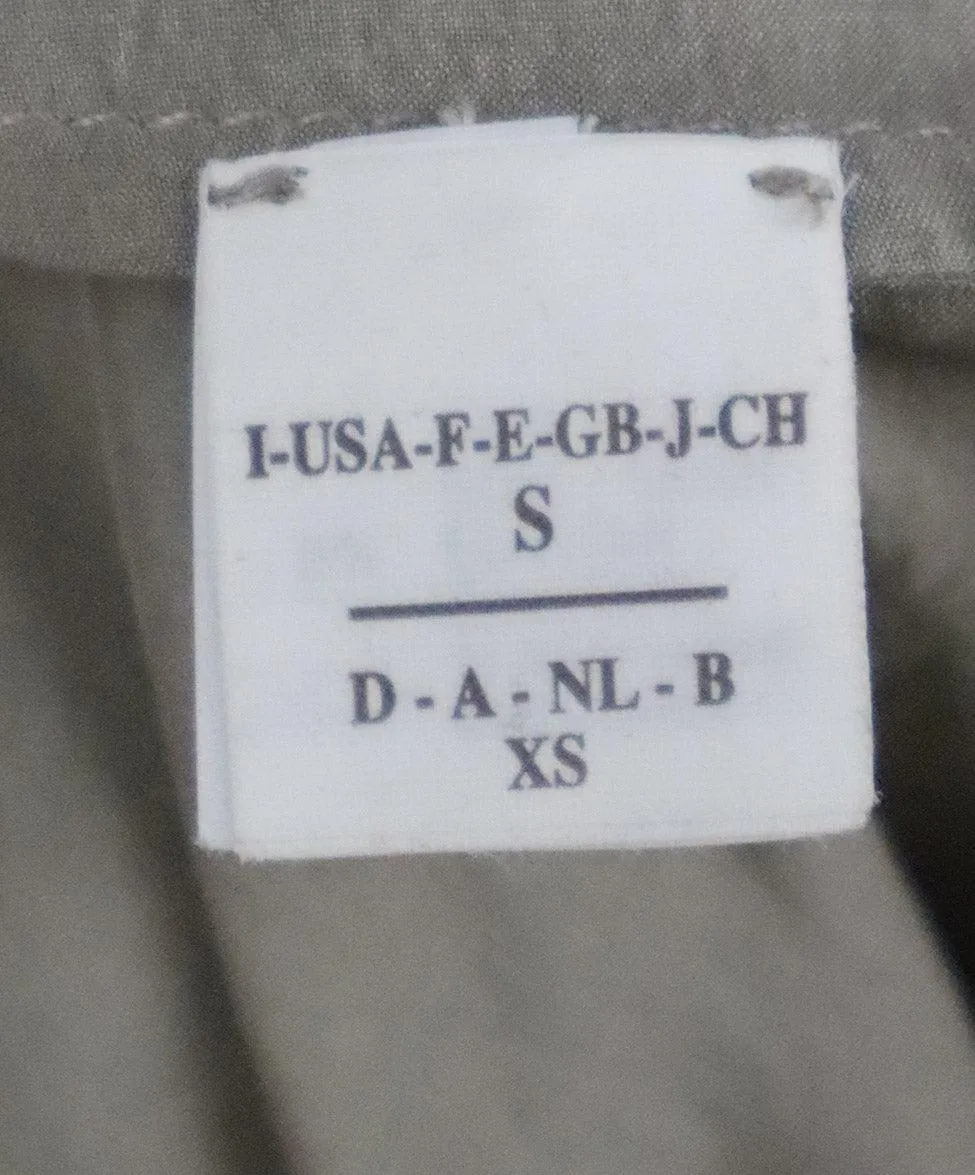 I-USA-F-E-GB-J-CH
S
D - A - NL - B
XS